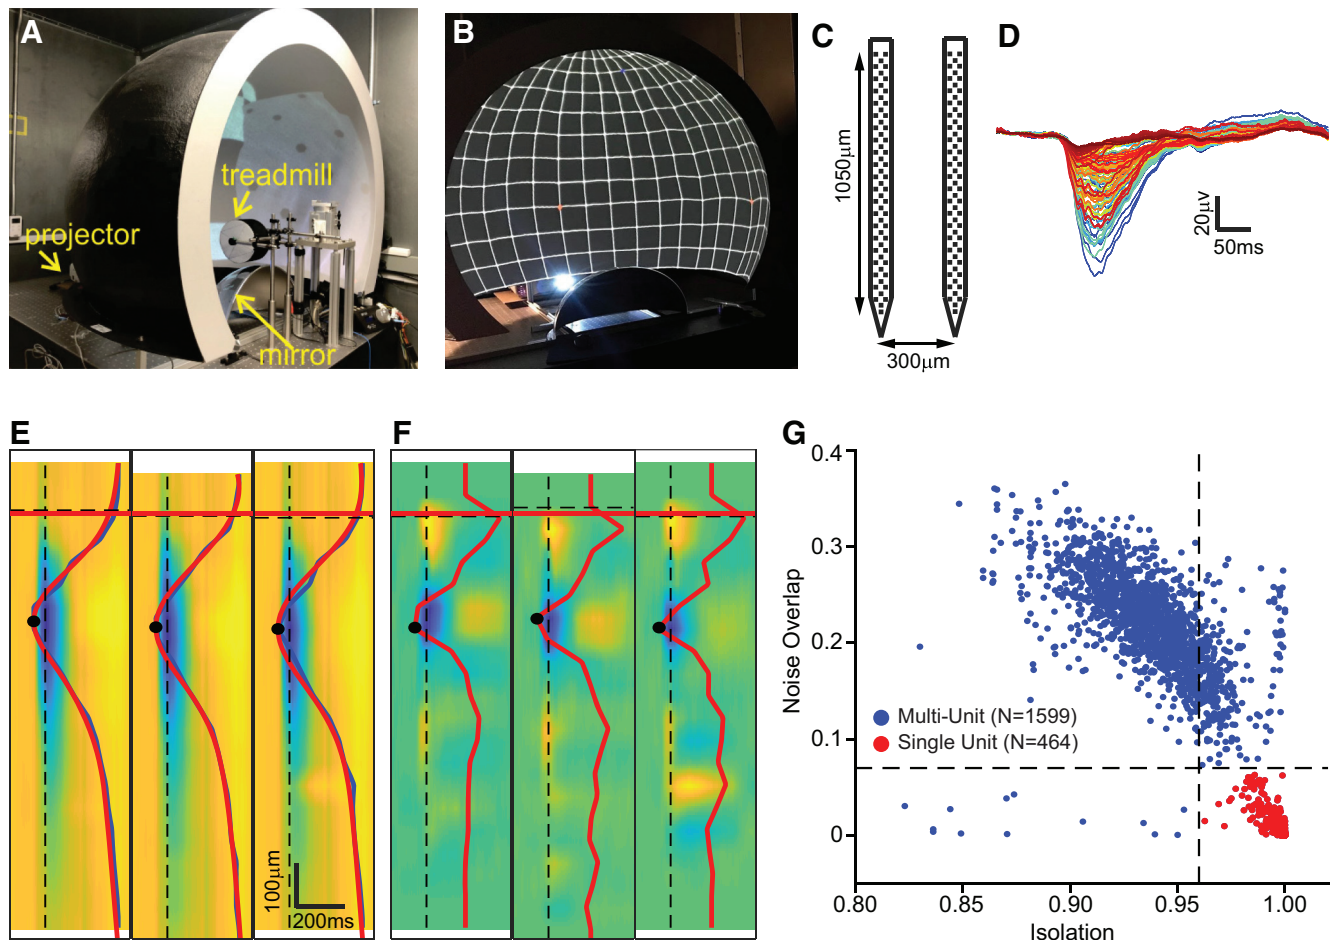 A
treadmill
projector
mirror
B
C
1050μm
300μm
D
20μv
50ms
E
100μm
200ms
F
G
0.4
0.3
0.2
0.1
0
Noise Overlap
Multi-Unit (N=1599)
Single Unit (N=464)
0.80
0.85
0.90
0.95
1.00
Isolation